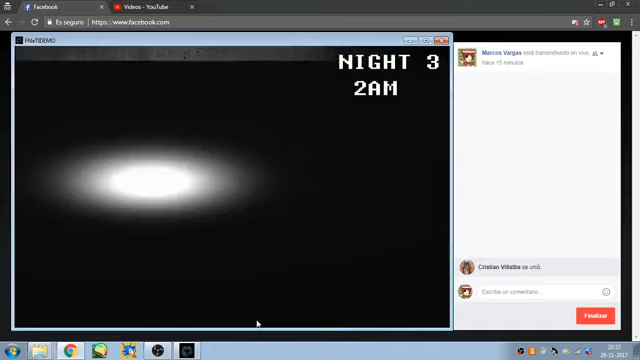 Facebook
Videos - YouTube
Es seguro
https://www.facebook.com
FNaTIDEMO
NIGHT 3
2AM
Marcos Vargas está transmitiendo en vivo.
hace 15 minutos
Cristian Villalba se unió.
Escribe un comentario...
Finalizar
20:37
28-11-2017